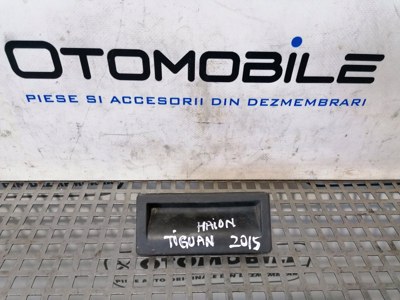 OTOMOBILE
PIESE SI ACCESORII DIN DEZMEMBRARI
HAION
TIGUAN 2015